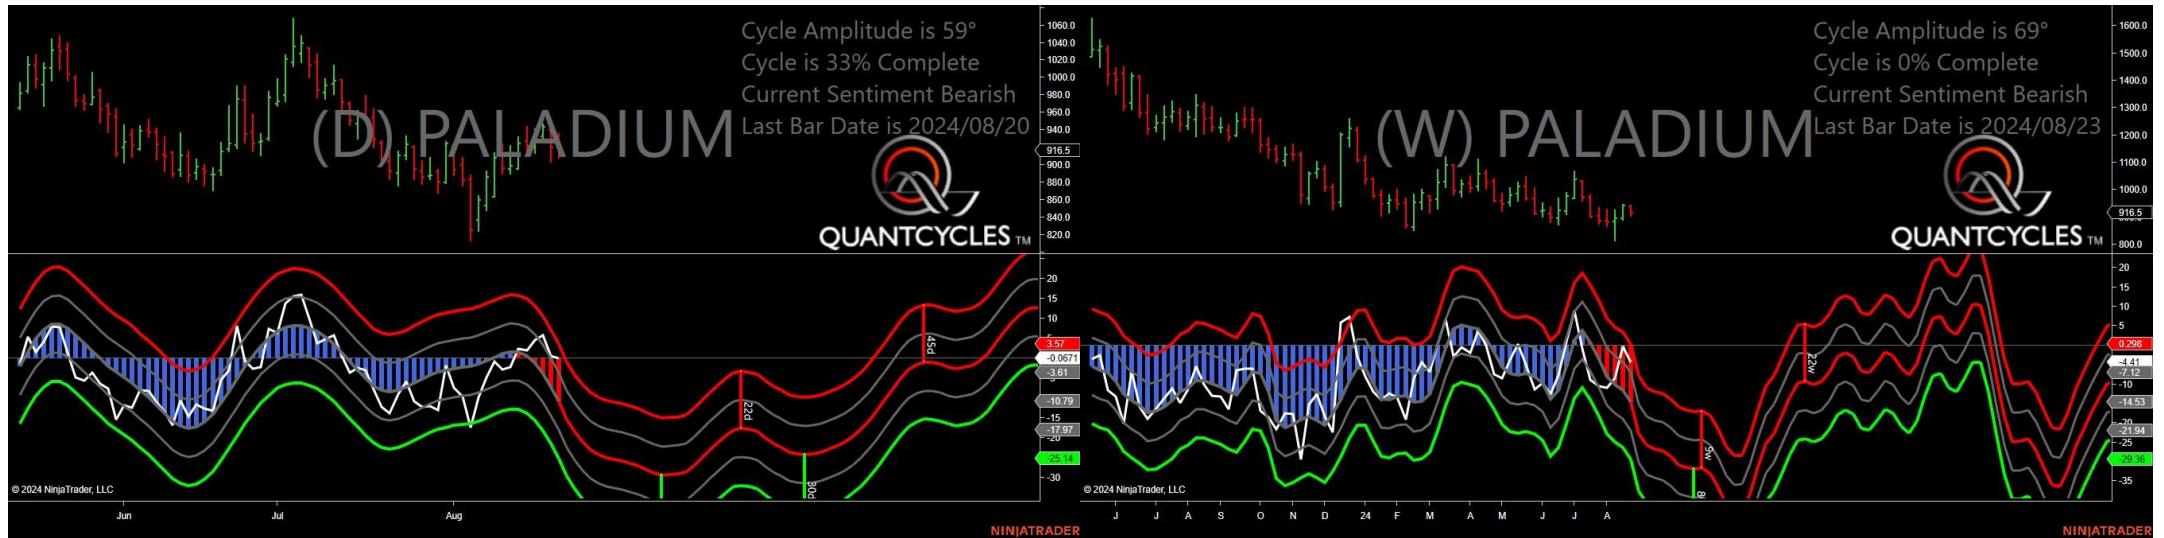 Cycle Amplitude is 59°
Cycle is 33% Complete
Current Sentiment Bearish
Last Bar Date is 2024/08/20
(D) PALADIUM
QUANTCYCLES TM
1060.0
1040.0
1020.0
1000.0
980.0
960.0
940.0
916.5
900.0
880.0
860.0
840.0
820.0
20
15
10
5
3.57
-0.0671
-3.61
-10.79
-17.97
-20
-25.14
-30
45d
22d
80d
© 2024 NinjaTrader, LLC
Jun
Jul
Aug
NINJATRADER
Cycle Amplitude is 69°
Cycle is 0% Complete
Current Sentiment Bearish
Last Bar Date is 2024/08/23
(W) PALADIUM
QUANTCYCLES TM
1600.0
1500.0
1400.0
1300.0
1200.0
1100.0
1000.0
916.5
800.0
20
15
10
5
0.298
-4.41
-7.12
-10
-14.53
-21.94
-25
-29.36
-35
22w
9w
© 2024 NinjaTrader, LLC
J
J
A
S
O
N
D
24
F
M
A
M
J
J
A
NINJATRADER